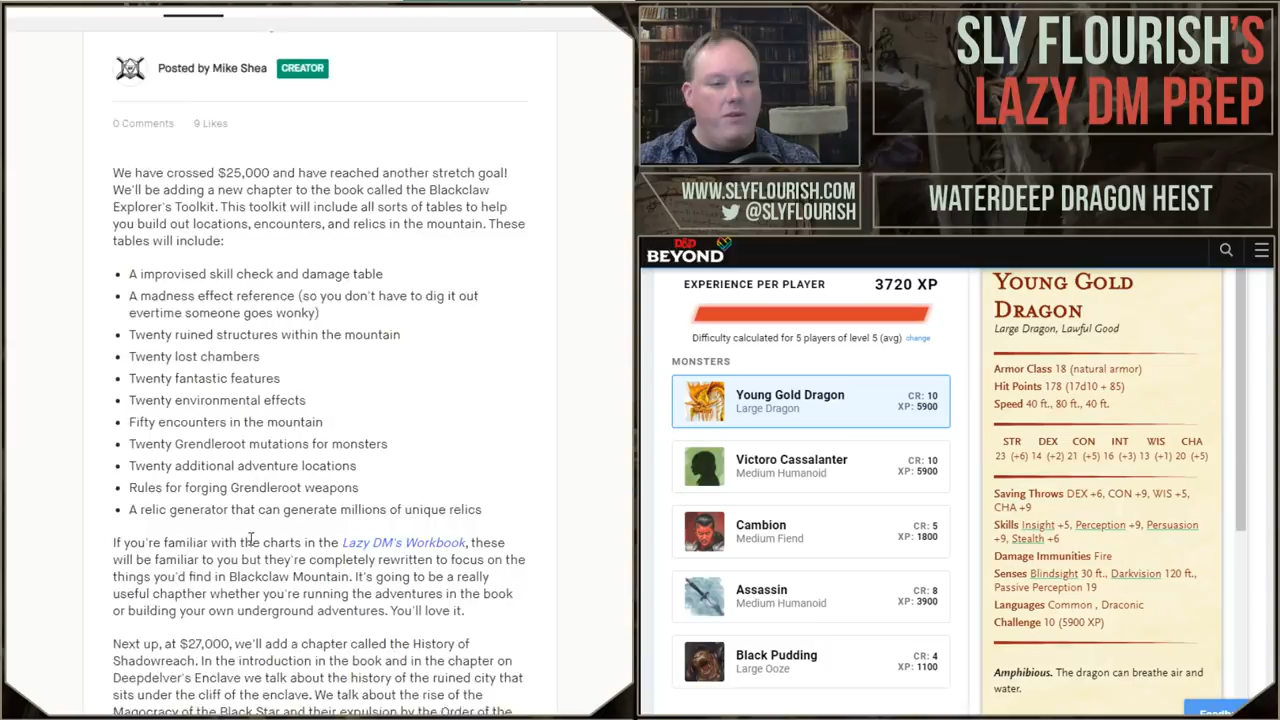 Posted by Mike Shea CREATOR
0 Comments 9 Likes
We have crossed $25,000 and have reached another stretch goal!
We'll be adding a new chapter to the book called the Blackclaw
Explorer's Toolkit. This toolkit will include all sorts of tables to help
you build out locations, encounters, and relics in the mountain. These
tables will include:
• A improvised skill check and damage table
• A madness effect reference (so you don't have to dig it out
evertime someone goes wonky)
• Twenty ruined structures within the mountain
• Twenty lost chambers
• Twenty fantastic features
• Twenty environmental effects
• Fifty encounters in the mountain
• Twenty Grendleroot mutations for monsters
• Twenty additional adventure locations
• Rules for forging Grendleroot weapons
• A relic generator that can generate millions of unique relics
If you're familiar with the charts in the Lazy DM's Workbook, these
will be familiar to you but they're completely rewritten to focus on the
things you'd find in Blackclaw Mountain. It's going to be a really
useful chapther whether you're running the adventures in the book
or building your own underground adventures. You'll love it.
Next up, at $27,000, we'll add a chapter called the History of
Shadowreach. In the introduction in the book and in the chapter on
Deepdelver's Enclave we talk about the history of the ruined city that
sits under the cliff of the enclave. We talk about the rise of the
Magocracy of the Black Star and their expulsion by the Order of the
SLY FLOURISH'S
LAZY DM PREP
WWW.SLYFLOURISH.COM
@SLYFLOURISH
WATERDEEP DRAGON HEIST
D&D
BEYOND
EXPERIENCE PER PLAYER 3720 XP
Difficulty calculated for 5 players of level 5 (avg) change
MONSTERS
Young Gold Dragon CR: 10
Large Dragon XP: 5900
Victoro Cassalanter CR: 10
Medium Humanoid XP: 5900
Cambion CR: 5
Medium Fiend XP: 1800
Assassin CR: 8
Medium Humanoid XP: 3900
Black Pudding CR: 4
Large Ooze XP: 1100
YOUNG GOLD
DRAGON
Large Dragon, Lawful Good
Armor Class 18 (natural armor)
Hit Points 178 (17d10 + 85)
Speed 40 ft., 80 ft., 40 ft.
STR DEX CON INT WIS CHA
23 (+6) 14 (+2) 21 (+5) 16 (+3) 13 (+1) 20 (+5)
Saving Throws DEX +6, CON +9, WIS +5,
CHA +9
Skills Insight +5, Perception +9, Persuasion
+9, Stealth +6
Damage Immunities Fire
Senses Blindsight 30 ft., Darkvision 120 ft.,
Passive Perception 19
Languages Common , Draconic
Challenge 10 (5900 XP)
Amphibious. The dragon can breathe air and
water.